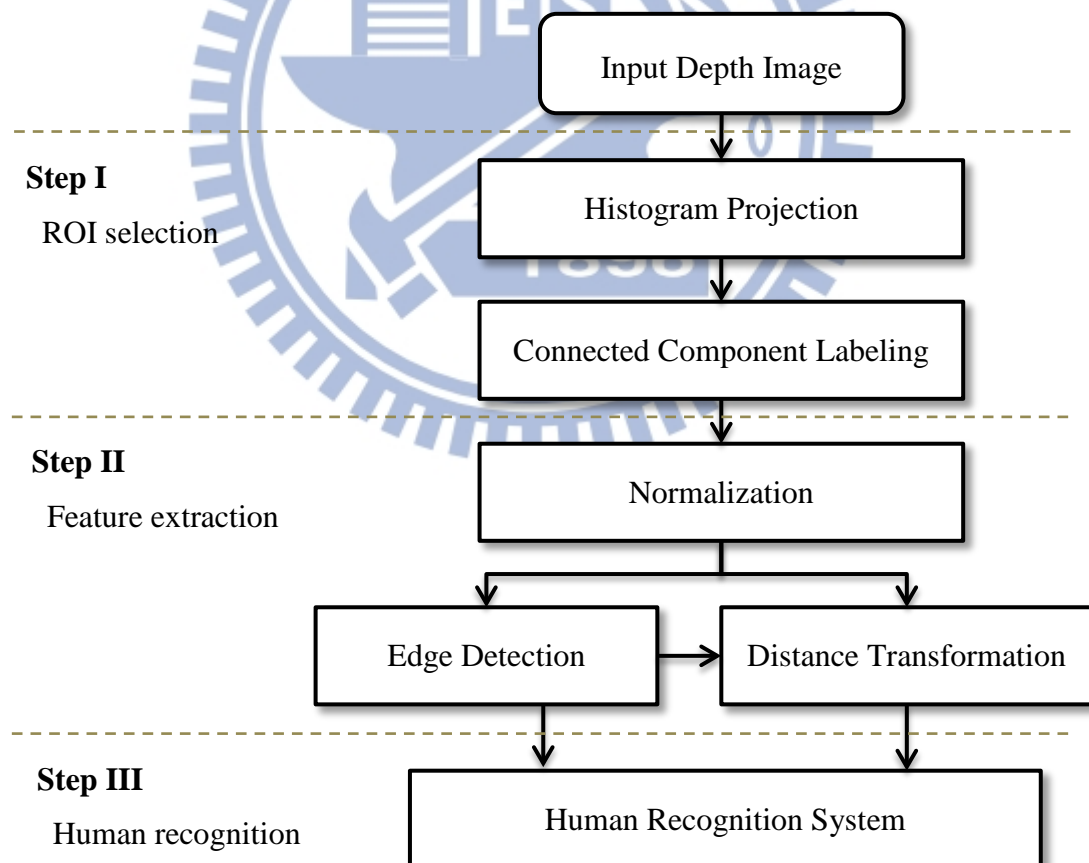 Input Depth Image
Step I
ROI selection
Histogram Projection
1896
Connected Component Labeling
Step II
Feature extraction
Normalization
Edge Detection
Distance Transformation
Step III
Human recognition
Human Recognition System